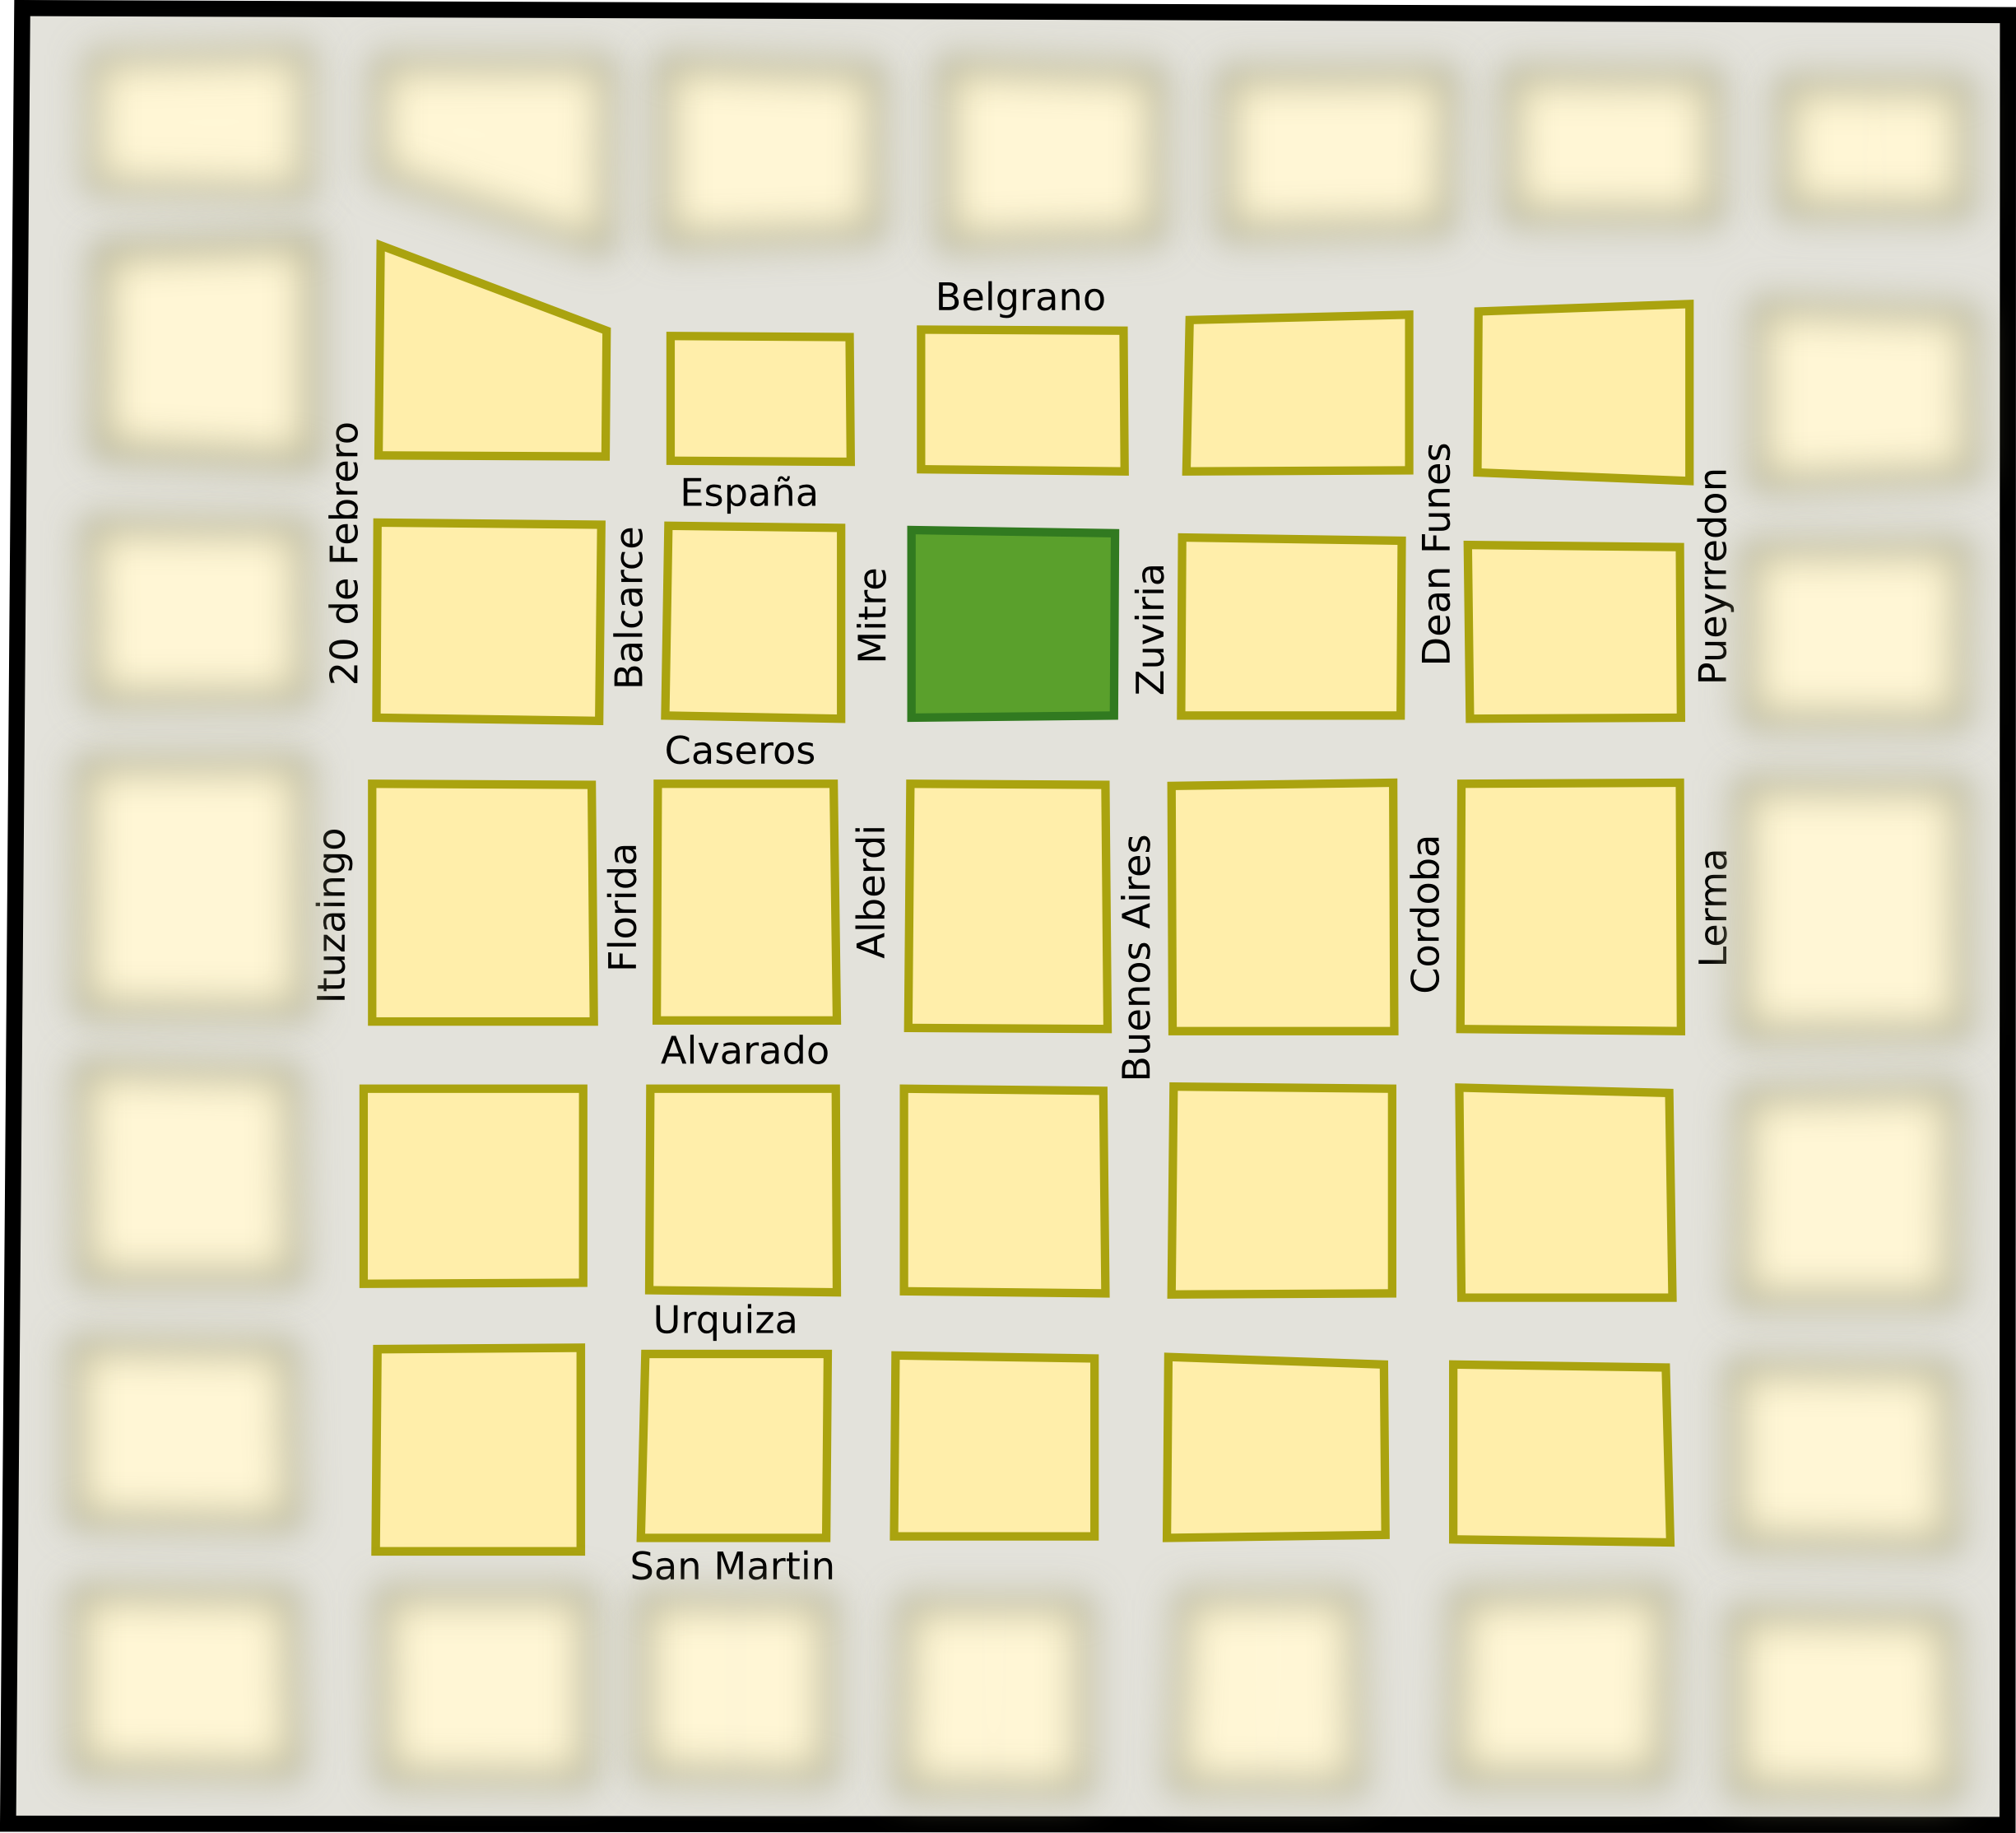 Belgrano
España
20 de Febrero
Balcarce
Mitre
Zuviria
Dean Funes
Pueyrredon
Caseros
Ituzaingo
Florida
Alberdi
Buenos Aires
Cordoba
Lerma
Alvarado
Urquiza
San Martin